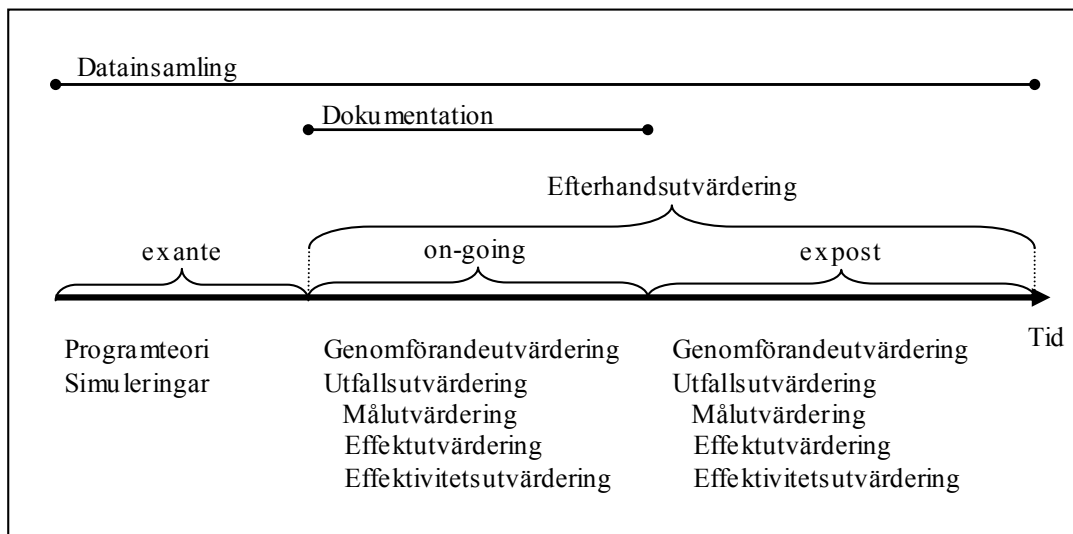 Datainsamling
Dokumentation
Efterhandsutvärdering
exante on-going expost
Tid
Programteori Genomförandeutvärdering Genomförandeutvärdering
Simuleringar Utfallsutvärdering Utfallsutvärdering
Målutvärdering Målutvärdering
Effektutvärdering Effektutvärdering
Effektivitetsutvärdering Effektivitetsutvärdering